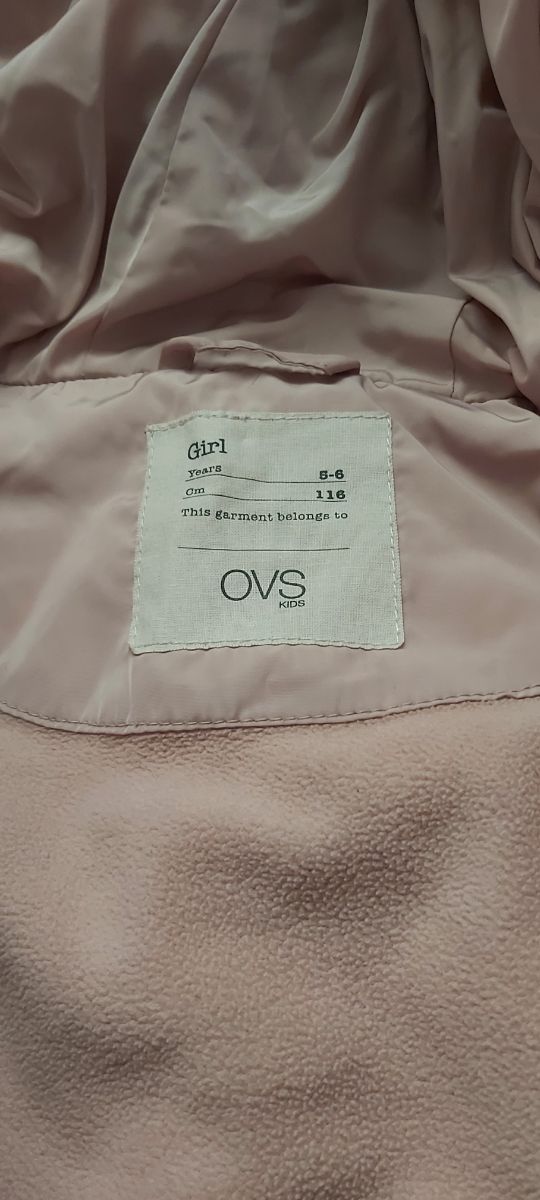 Girl
Years 5-6
Cm 116
This garment belongs to
OVS
KIDS